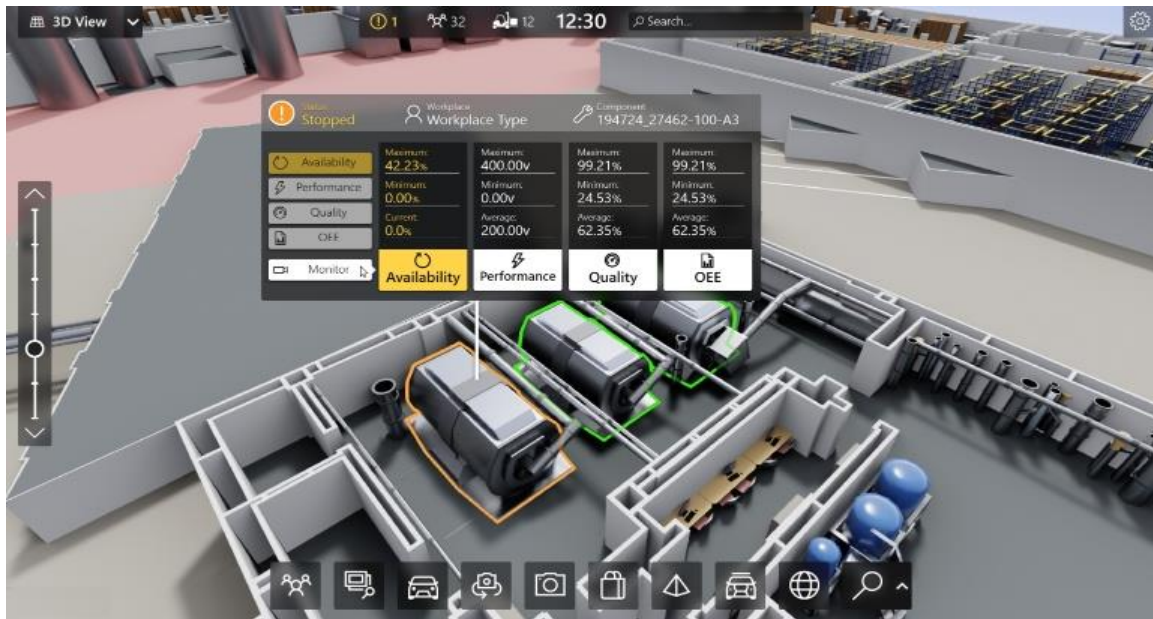 3D View
1
32
12
12:30
Search...
Status
Stopped
Workplace
Workplace Type
Component
194724_27462-100-A3
Availability
Performance
Quality
OEE
Monitor
Maximum:
42.23%
Minimum:
0.00%
Current:
0.0%
Availability
Maximum:
400.00v
Minimum:
0.00v
Average:
200.00v
Performance
Maximum:
99.21%
Minimum:
24.53%
Average:
62.35%
Quality
Maximum:
99.21%
Minimum:
24.53%
Average:
62.35%
OEE